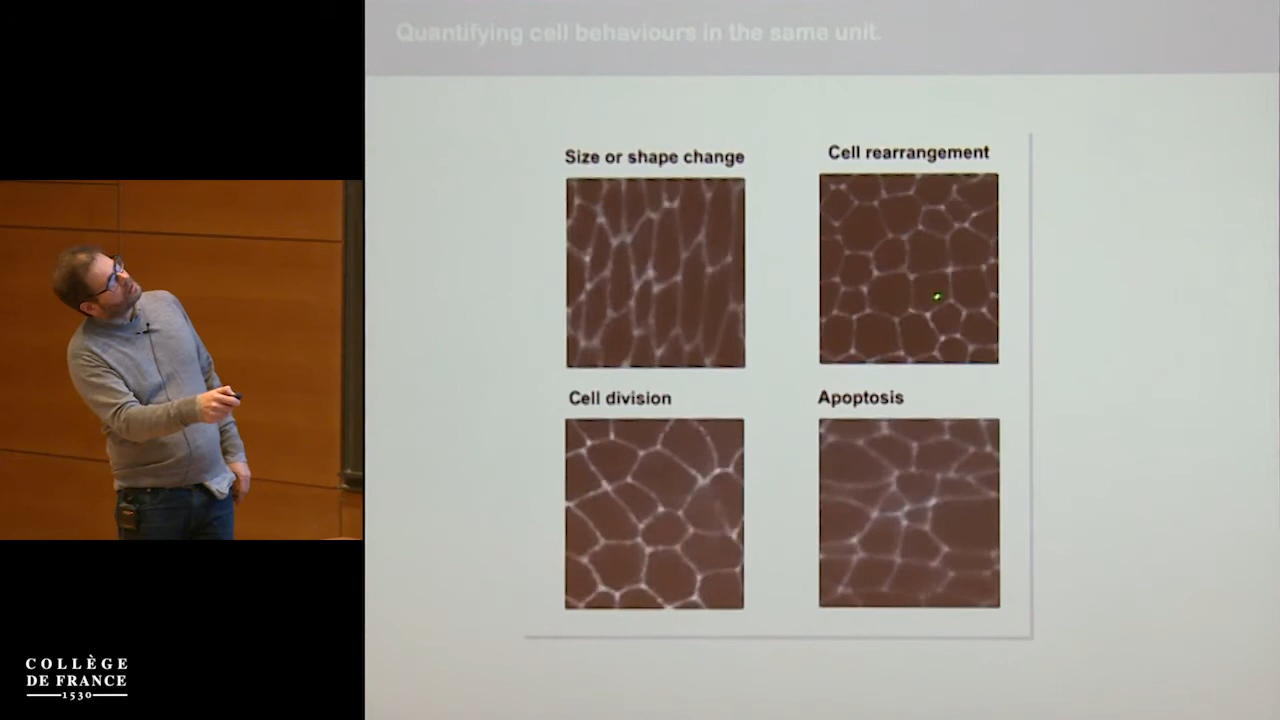 Quantifying cell behaviours in the same unit.
Size or shape change
Cell rearrangement
Cell division
Apoptosis
COLLÈGE
DE FRANCE
1530